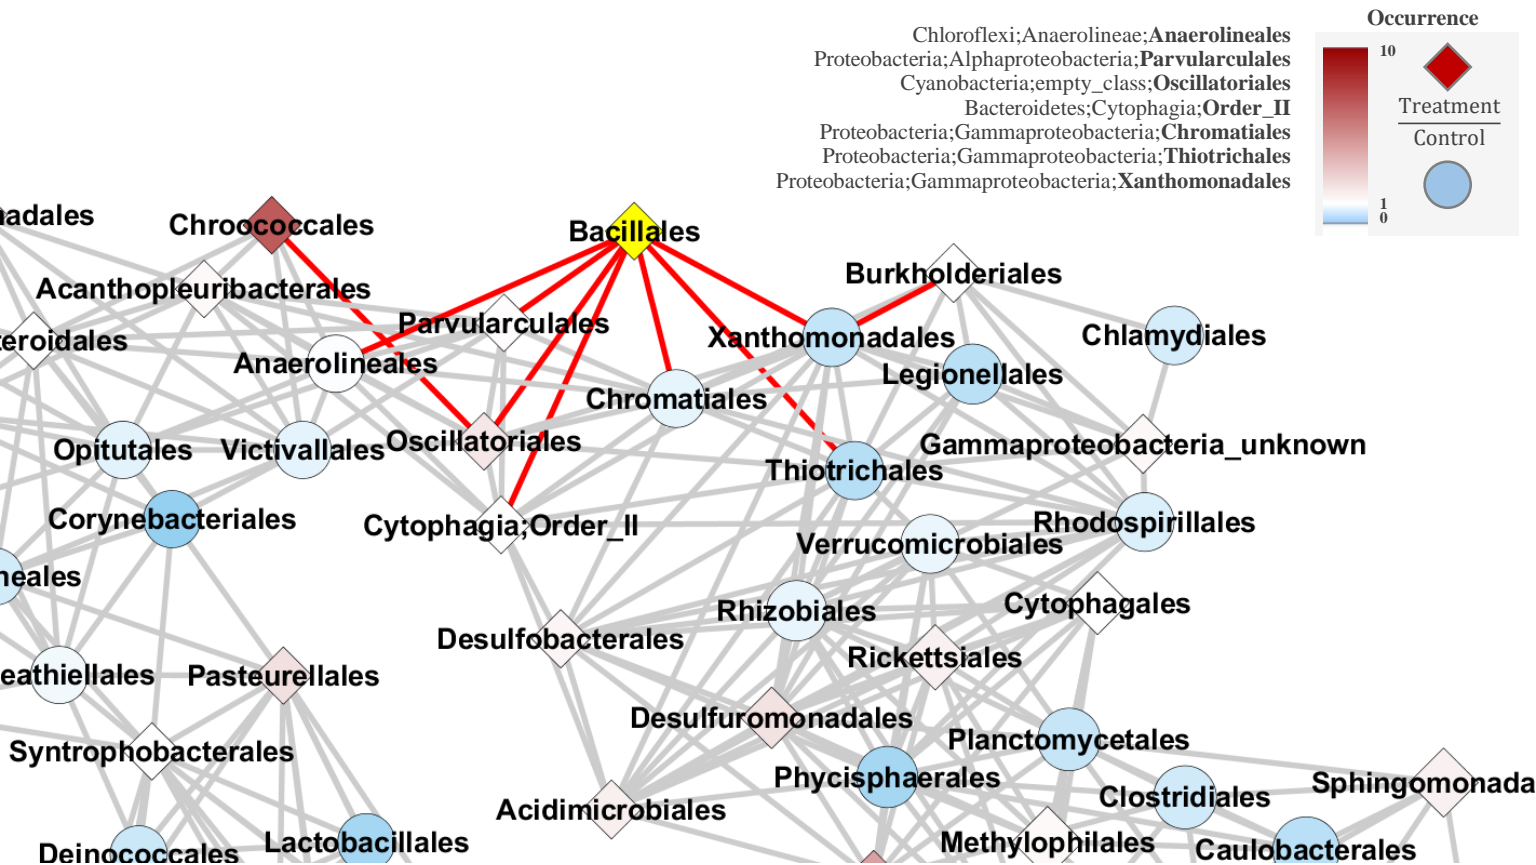 Occurrence
Chloroflexi;Anaerolineae;Anaerolineales
Proteobacteria;Alphaproteobacteria;Parvularculales
Cyanobacteria;empty_class;Oscillatoriales
Bacteroidetes;Cytophagia;Order_II
Proteobacteria;Gammaproteobacteria;Chromatiales
Proteobacteria;Gammaproteobacteria;Thiotrichales
Proteobacteria;Gammaproteobacteria;Xanthomonadales
10
1
0
Treatment
Control
nadales
Chroococcales
Bacillales
Burkholderiales
Acanthopleuribacterales
Parvularculales
teroidales
Xanthomonadales
Chlamydiales
Anaerolineales
Legionellales
Chromatiales
Opitutales
Victivallales
Oscillatoriales
Gammaproteobacteria_unknown
Thiotrichales
Corynebacteriales
Cytophagia;Order_II
Rhodospirillales
Verrucomicrobiales
neales
Rhizobiales
Cytophagales
Desulfobacterales
Rickettsiales
eathiellales
Pasteurellales
Desulfuromonadales
Planctomycetales
Syntrophobacterales
Phycisphaerales
Sphingomonada
Clostridiales
Acidimicrobiales
Methylophilales
Caulobacterales
Deinococcales
Lactobacillales